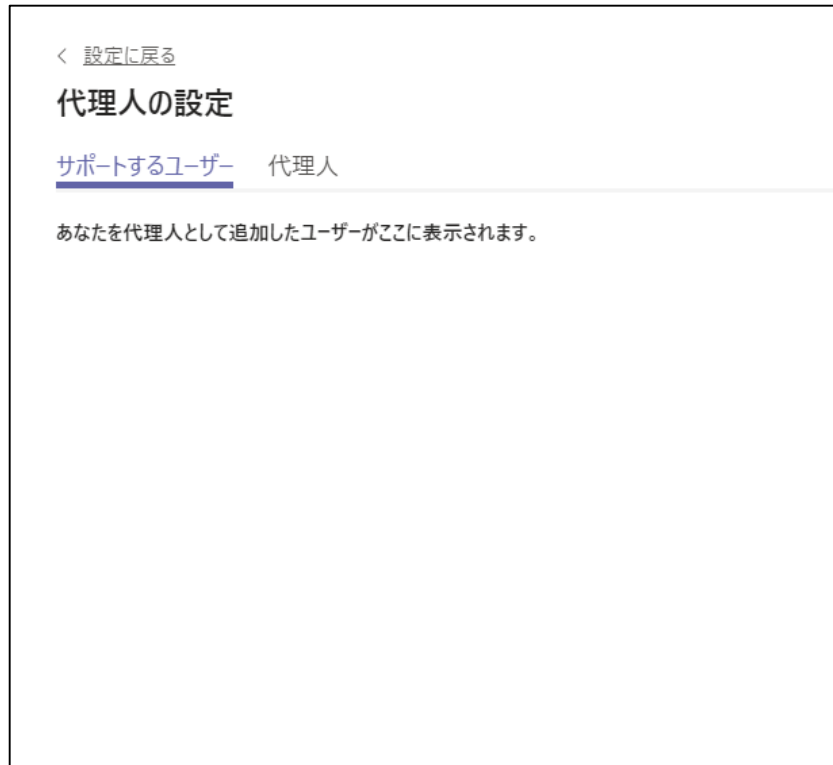 < 設定に戻る
代理人の設定
サポートするユーザー 代理人
あなたを代理人として追加したユーザーがここに表示されます。